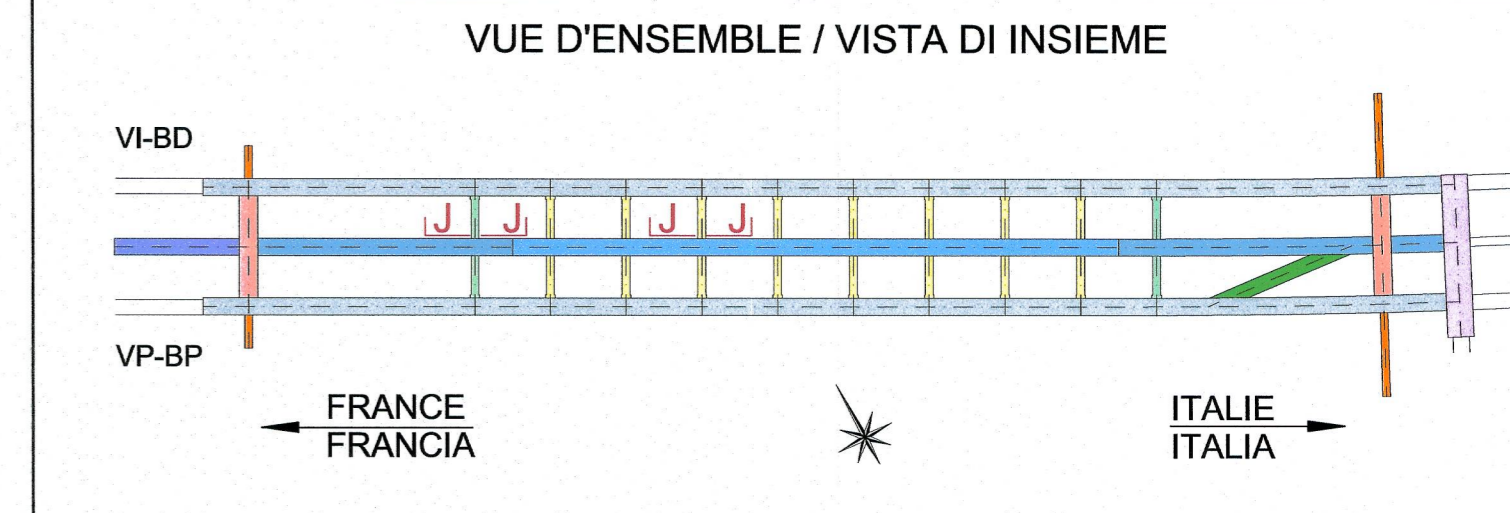 VUE D'ENSEMBLE / VISTA DI INSIEME
VI-BD
J J J J
VP-BP
FRANCE
FRANCIA
ITALIE
ITALIA